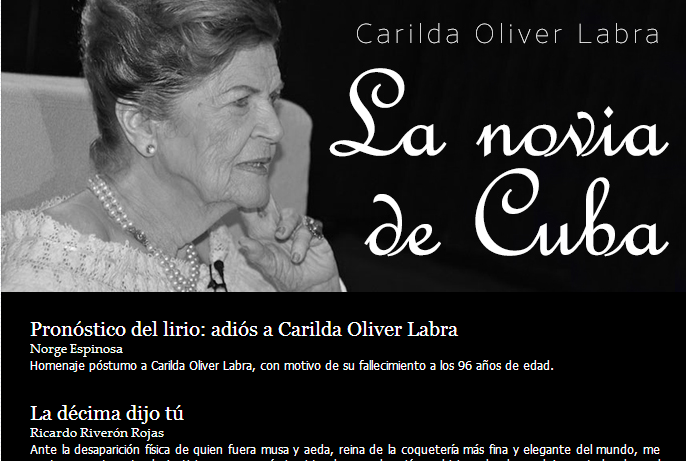 Carilda Oliver Labra
La novia
de Cuba
Pronóstico del lirio: adiós a Carilda Oliver Labra
Norge Espinosa
Homenaje póstumo a Carilda Oliver Labra, con motivo de su fallecimiento a los 96 años de edad.
La décima dijo tú
Ricardo Riverón Rojas
Ante la desaparición física de quien fuera musa y aeda, reina de la coquetería más fina y elegante del mundo, me